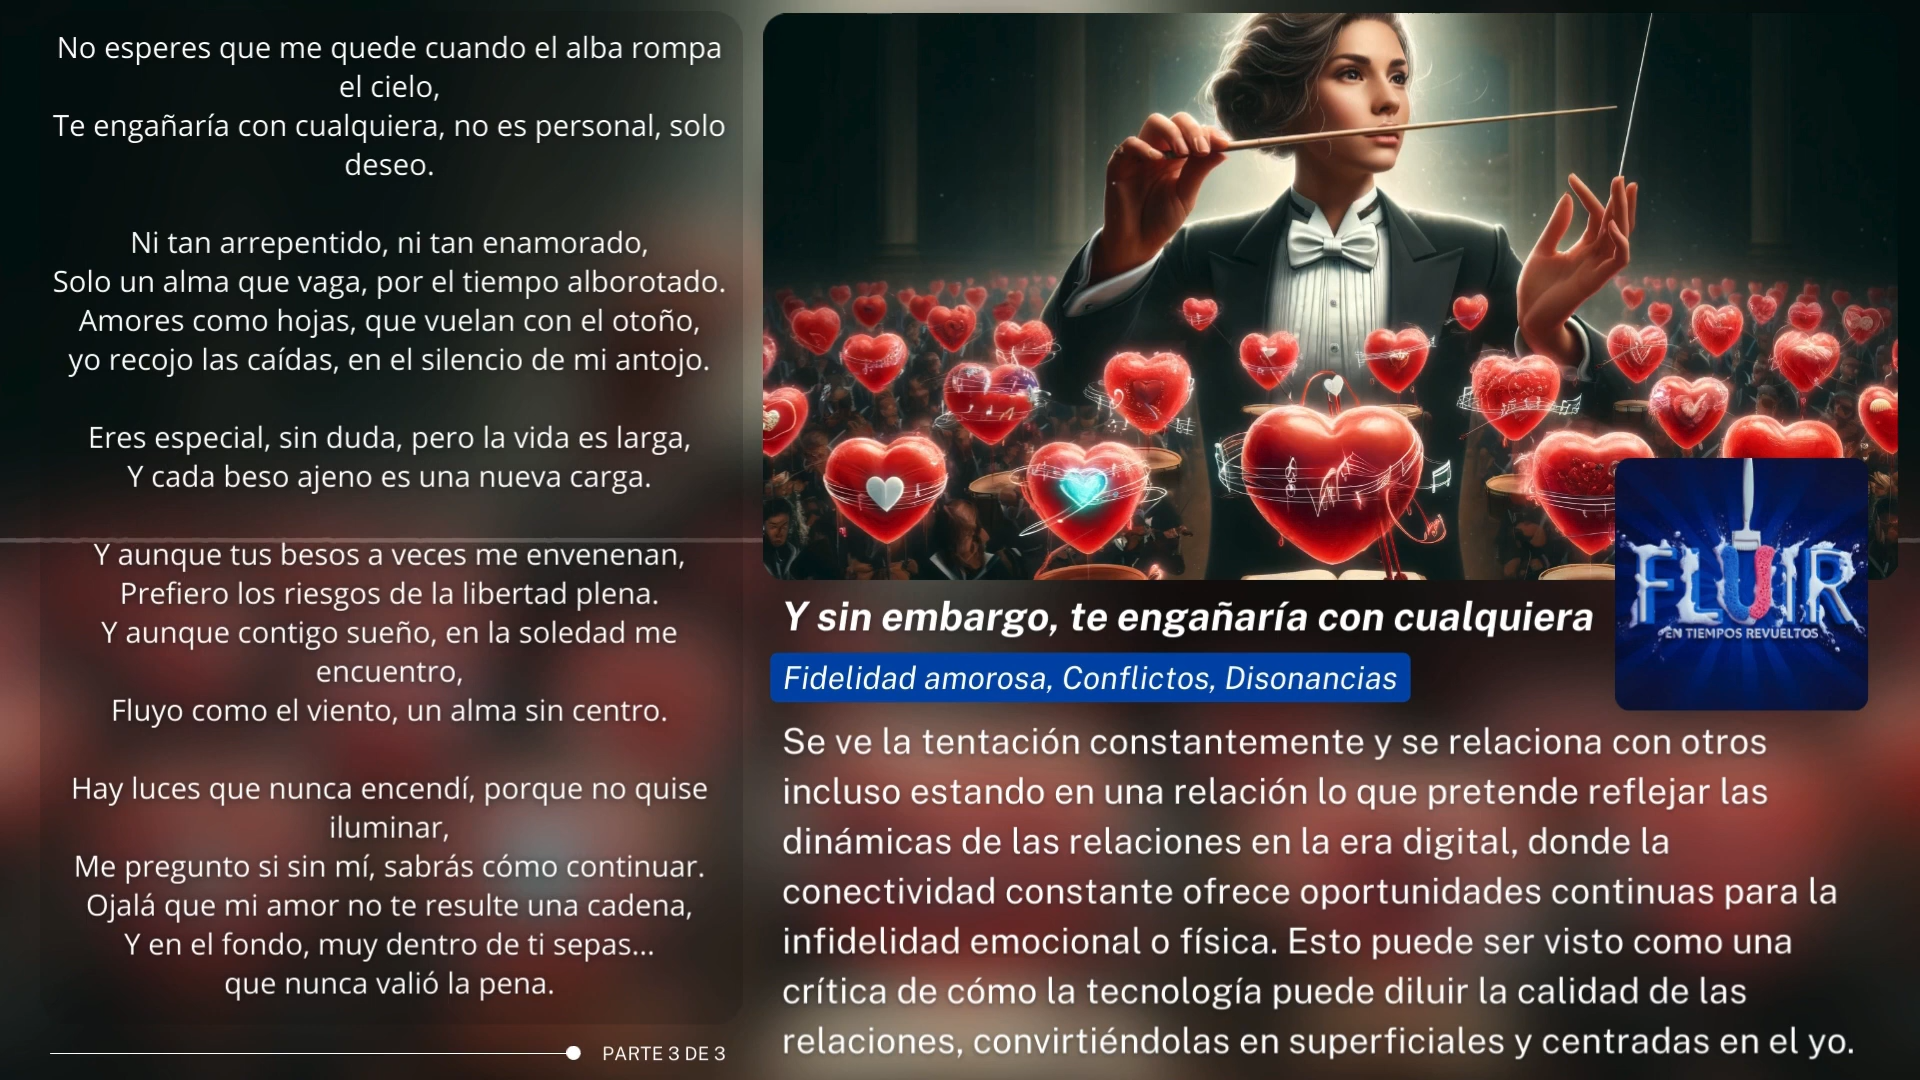 No esperes que me quede cuando el alba rompa
el cielo,
Te engañaría con cualquiera, no es personal, solo
deseo.
Ni tan arrepentido, ni tan enamorado,
Solo un alma que vaga, por el tiempo alborotado.
Amores como hojas, que vuelan con el otoño,
yo recojo las caídas, en el silencio de mi antojo.
Eres especial, sin duda, pero la vida es larga,
Y cada beso ajeno es una nueva carga.
Y aunque tus besos a veces me envenenan,
Prefiero los riesgos de la libertad plena.
Y aunque contigo sueño, en la soledad me
encuentro,
Fluyo como el viento, un alma sin centro.
Hay luces que nunca encendí, porque no quise
iluminar,
Me pregunto si sin mí, sabrás cómo continuar.
Ojalá que mi amor no te resulte una cadena,
Y en el fondo, muy dentro de ti sepas...
que nunca valió la pena.
PARTE 3 DE 3
FLUIR
EN TIEMPOS REVUELTOS
Y sin embargo, te engañaría con cualquiera
Fidelidad amorosa, Conflictos, Disonancias
Se ve la tentación constantemente y se relaciona con otros
incluso estando en una relación lo que pretende reflejar las
dinámicas de las relaciones en la era digital, donde la
conectividad constante ofrece oportunidades continuas para la
infidelidad emocional o física. Esto puede ser visto como una
crítica de cómo la tecnología puede diluir la calidad de las
relaciones, convirtiéndolas en superficiales y centradas en el yo.